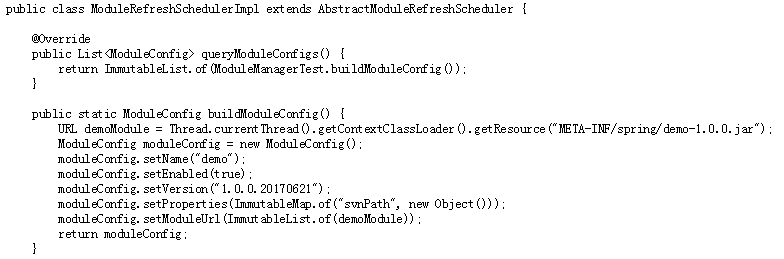 public class ModuleRefreshSchedulerImpl extends AbstractModuleRefreshScheduler {
@Override
public List<ModuleConfig> queryModuleConfigs() {
return ImmutableList.of(ModuleManagerTest.buildModuleConfig());
}
public static ModuleConfig buildModuleConfig() {
URL demoModule = Thread.currentThread().getContextClassLoader().getResource("META-INF/spring/demo-1.0.0.jar");
ModuleConfig moduleConfig = new ModuleConfig();
moduleConfig.setName("demo");
moduleConfig.setEnabled(true);
moduleConfig.setVersion("1.0.0.20170621");
moduleConfig.setProperties(ImmutableMap.of("svnPath", new Object()));
moduleConfig.setModuleUrl(ImmutableList.of(demoModule));
return moduleConfig;
}